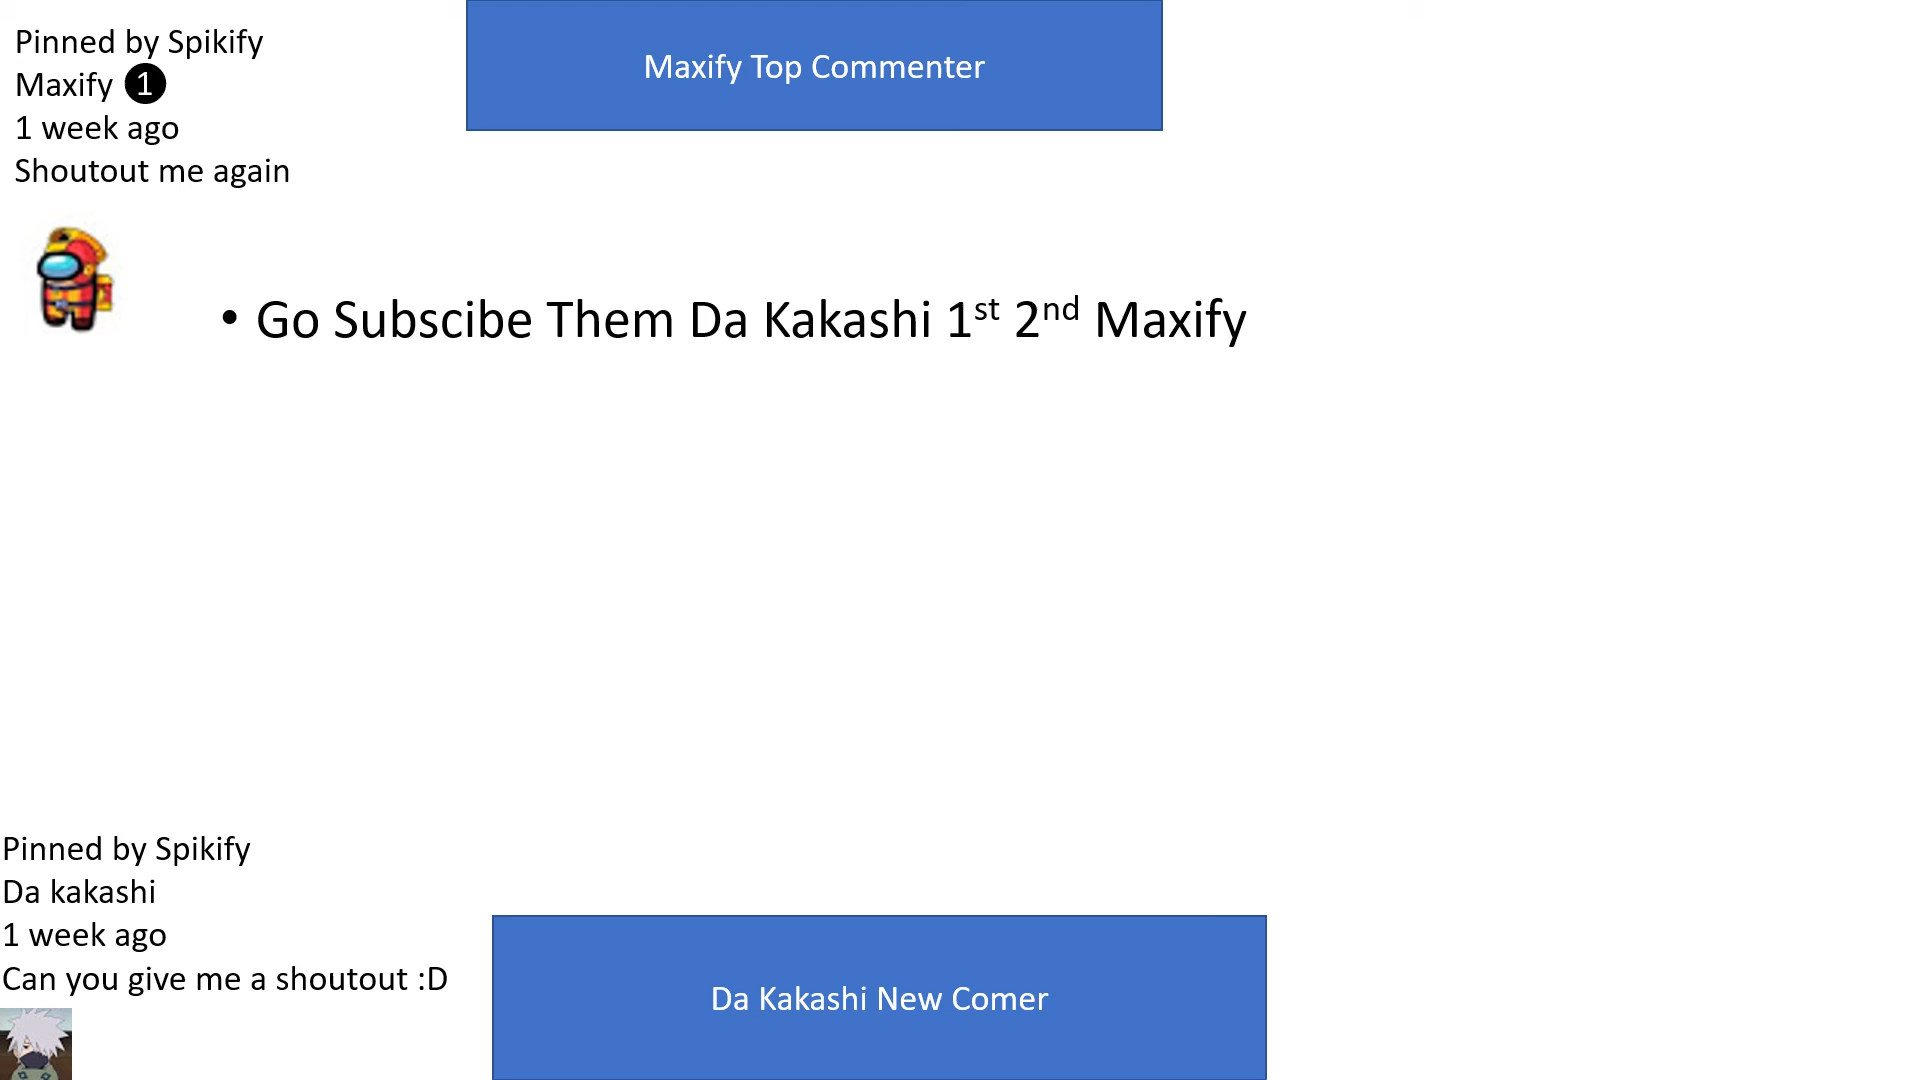 Pinned by Spikify
Maxify ❶
1 week ago
Shoutout me again
Maxify Top Commenter
• Go Subscibe Them Da Kakashi 1st 2nd Maxify
Pinned by Spikify
Da kakashi
1 week ago
Can you give me a shoutout :D
Da Kakashi New Comer